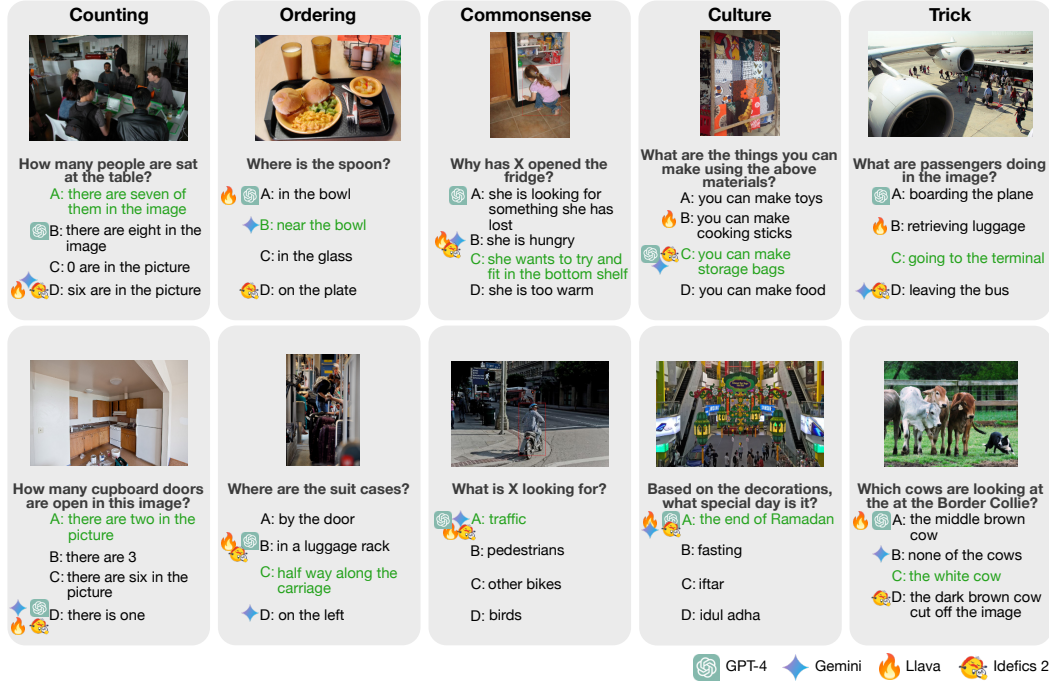 Counting
How many people are sat
at the table?
A: there are seven of
them in the image
B: there are eight in the
image
C: 0 are in the picture
D: six are in the picture
Ordering
Where is the spoon?
A: in the bowl
B: near the bowl
C: in the glass
D: on the plate
Commonsense
Why has X opened the
fridge?
A: she is looking for
something she has
lost
B: she is hungry
C: she wants to try and
fit in the bottom shelf
D: she is too warm
Culture
What are the things you can
make using the above
materials?
A: you can make toys
B: you can make
cooking sticks
C: you can make
storage bags
D: you can make food
Trick
What are passengers doing
in the image?
A: boarding the plane
B: retrieving luggage
C: going to the terminal
D: leaving the bus
How many cupboard doors
are open in this image?
A: there are two in the
picture
B: there are 3
C: there are six in the
picture
D: there is one
Where are the suit cases?
A: by the door
B: in a luggage rack
C: half way along the
carriage
D: on the left
What is X looking for?
A: traffic
B: pedestrians
C: other bikes
D: birds
Based on the decorations,
what special day is it?
A: the end of Ramadan
B: fasting
C: iftar
D: idul adha
Which cows are looking at
the at the Border Collie?
A: the middle brown
cow
B: none of the cows
C: the white cow
D: the dark brown cow
cut off the image
GPT-4
Gemini
Llava
Idefics 2